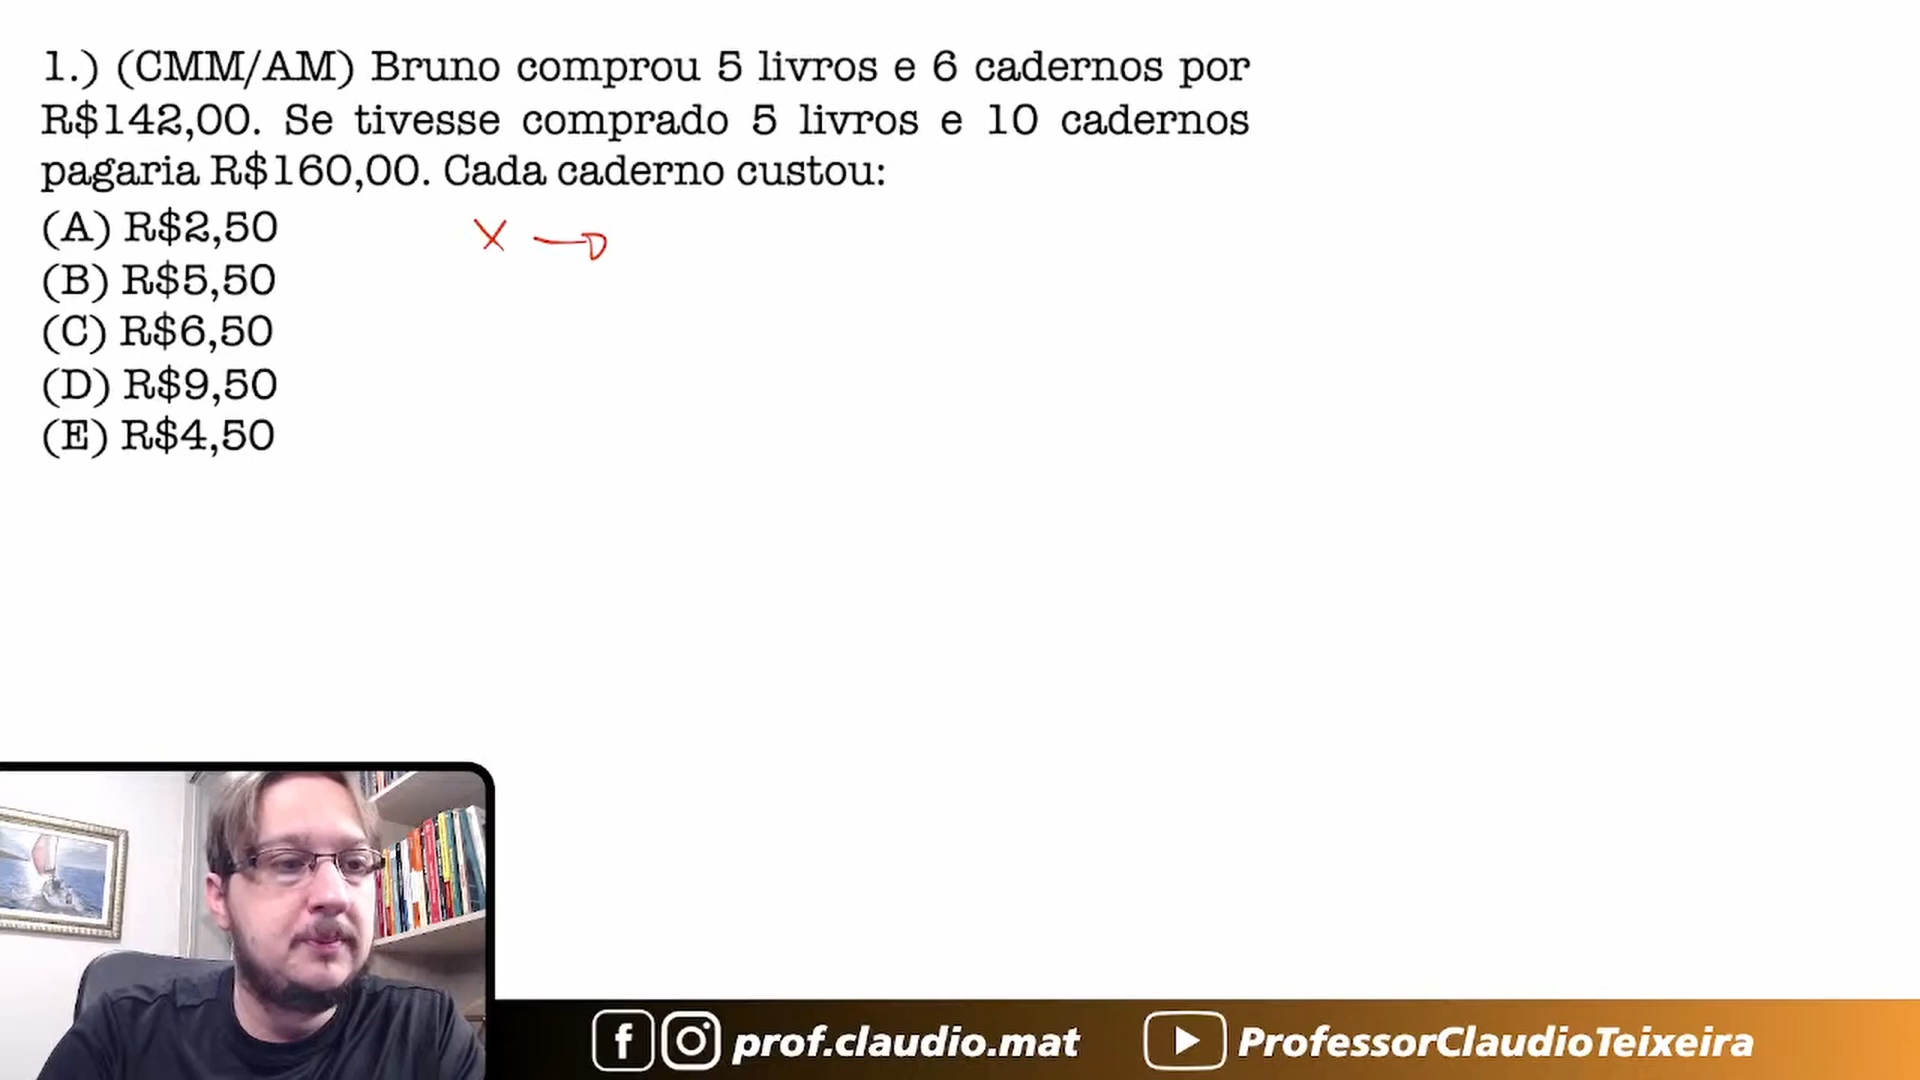 1.) (CMM/AM) Bruno comprou 5 livros e 6 cadernos por
R$142,00. Se tivesse comprado 5 livros e 10 cadernos
pagaria R$160,00. Cada caderno custou:
(A) R$2,50
x →
(B) R$5,50
(C) R$6,50
(D) R$9,50
(E) R$4,50
prof.claudio.mat
ProfessorClaudioTeixeira